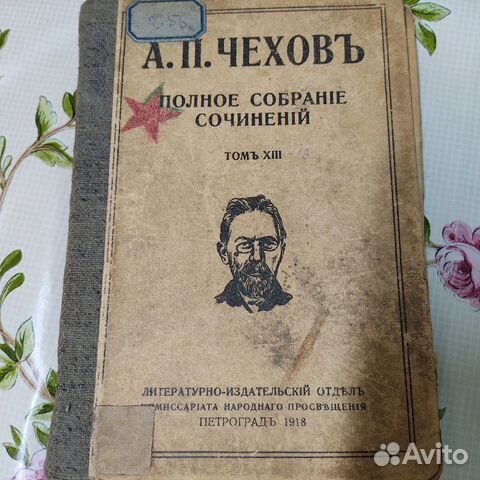 А. П. ЧЕХОВЪ
ПОЛНОЕ СОБРАНІЕ
СОЧИНЕНІЙ
ТОМЪ XIII
ЛИТЕРАТУРНО-ИЗДАТЕЛЬСКІЙ ОТДѢЛЪ
КОМИССАРІАТА НАРОДНАГО ПРОСВѢЩЕНІЯ
ПЕТРОГРАДЪ 1918
Avito